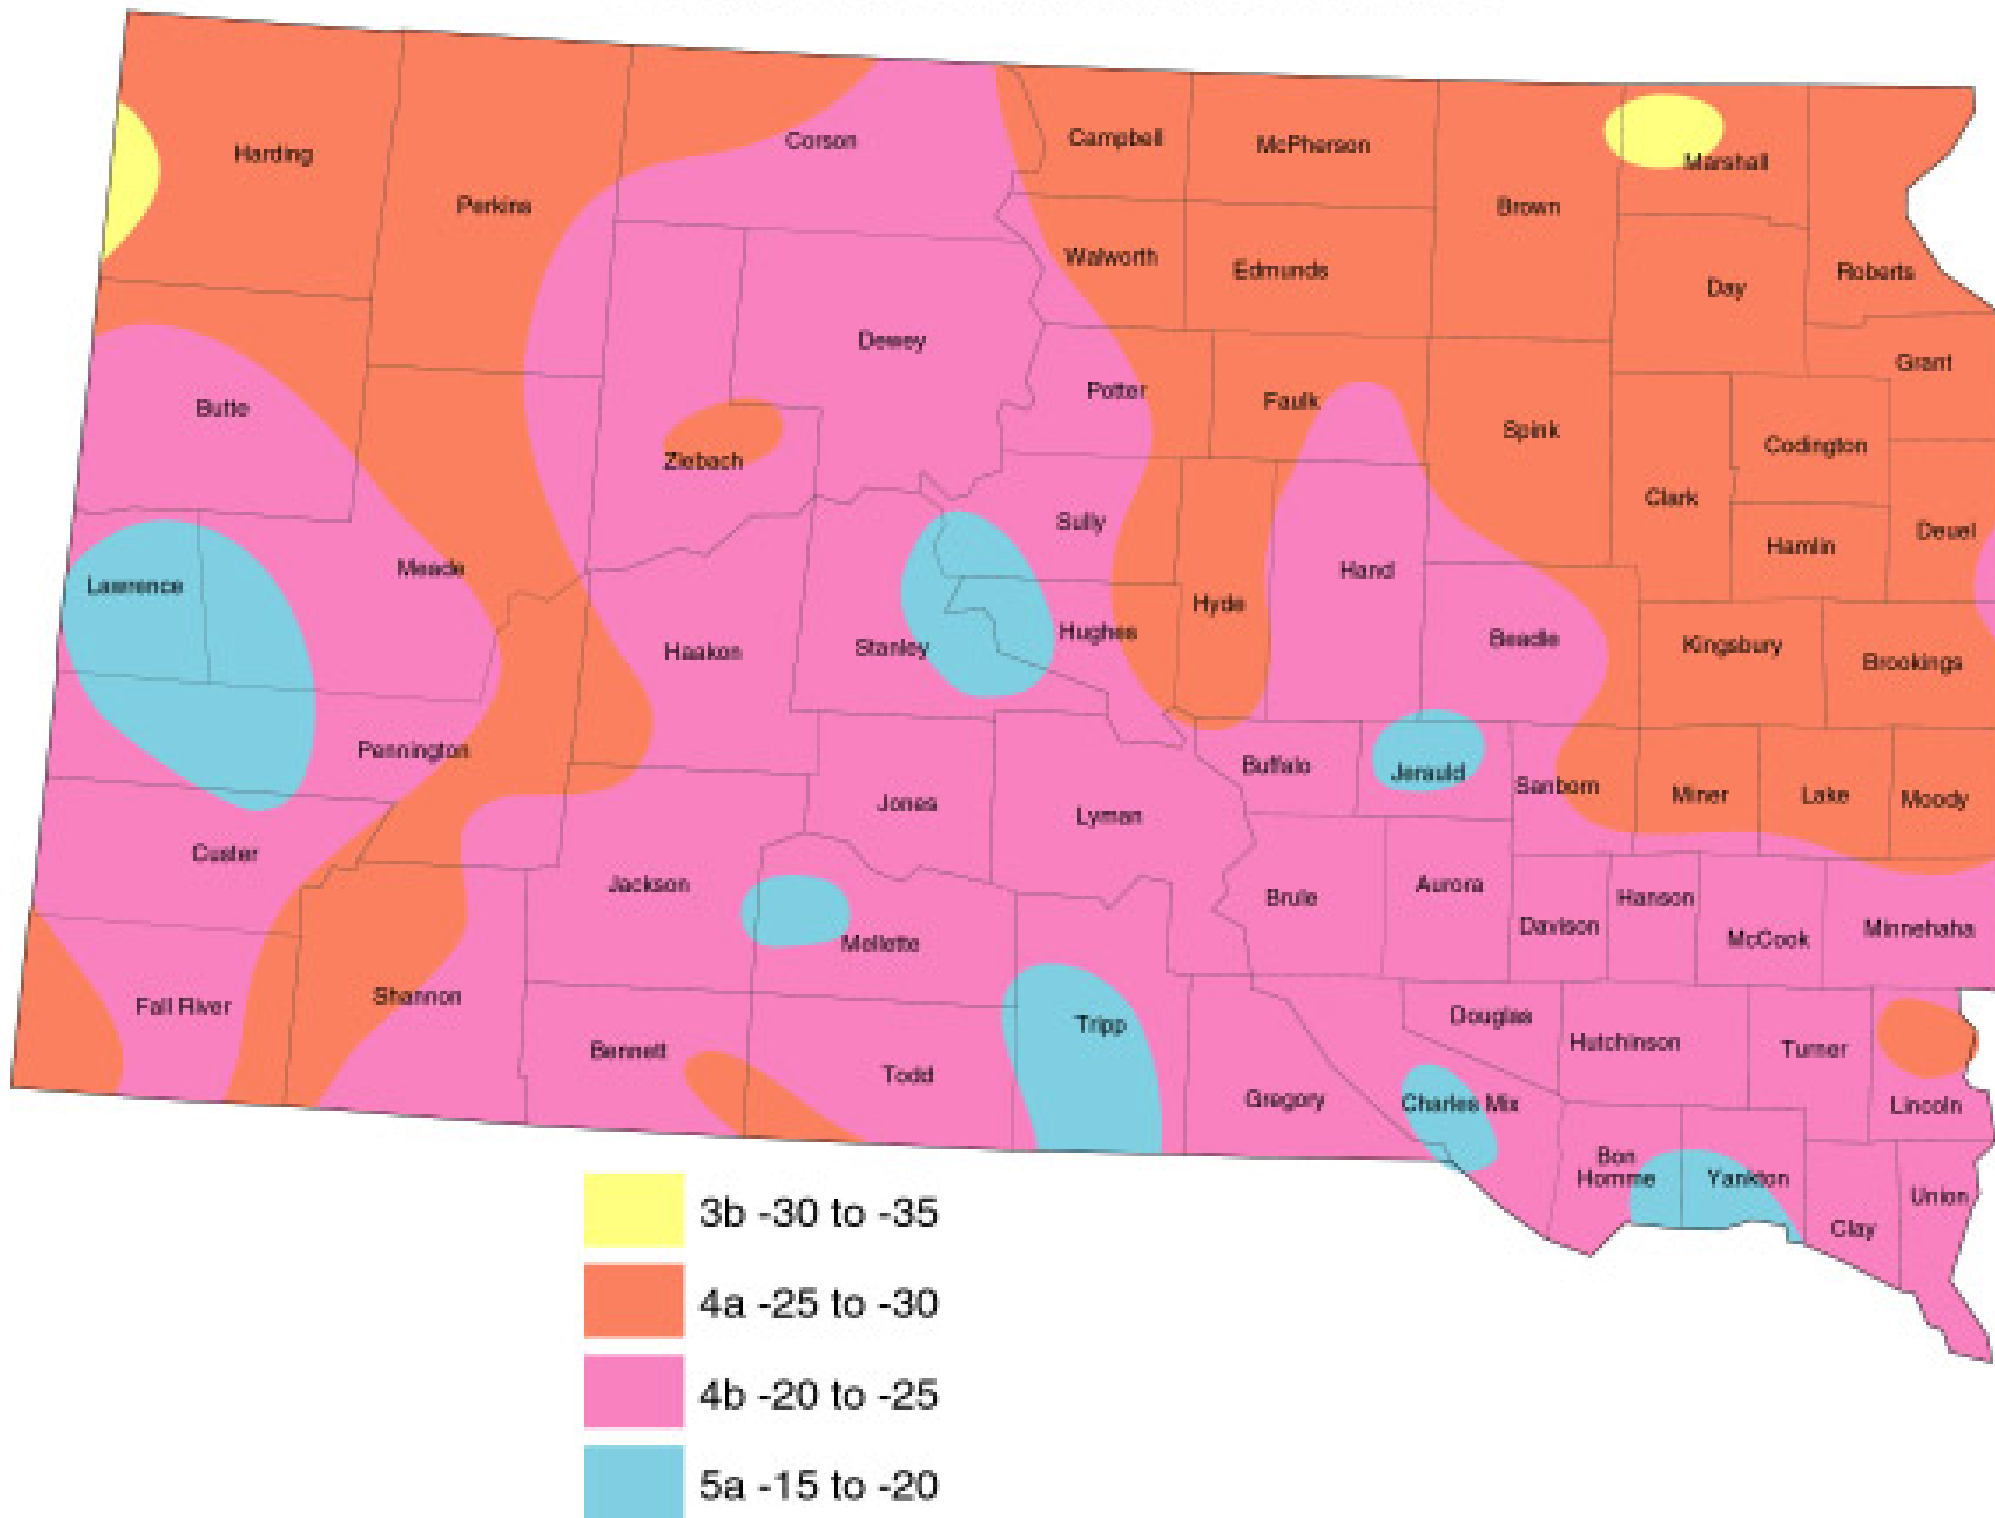 Harding
Perkins
Corson
Campbell
McPherson
Brown
Marshall
Roberts
Walworth
Edmunds
Day
Grant
Butte
Dewey
Potter
Faulk
Spink
Codington
Clark
Ziebach
Sully
Hamlin
Deuel
Lawrence
Meade
Hand
Hyde
Haakon
Stanley
Hughes
Beadle
Kingsbury
Brookings
Pennington
Buffalo
Jerauld
Sanborn
Miner
Lake
Moody
Custer
Jones
Lyman
Jackson
Brule
Aurora
Hanson
Davison
McCook
Minnehaha
Mellette
Fall River
Shannon
Bennett
Todd
Tripp
Gregory
Douglas
Hutchinson
Turner
Charles Mix
Lincoln
Bon
Homme
Yankton
Clay
Union
3b -30 to -35
4a -25 to -30
4b -20 to -25
5a -15 to -20